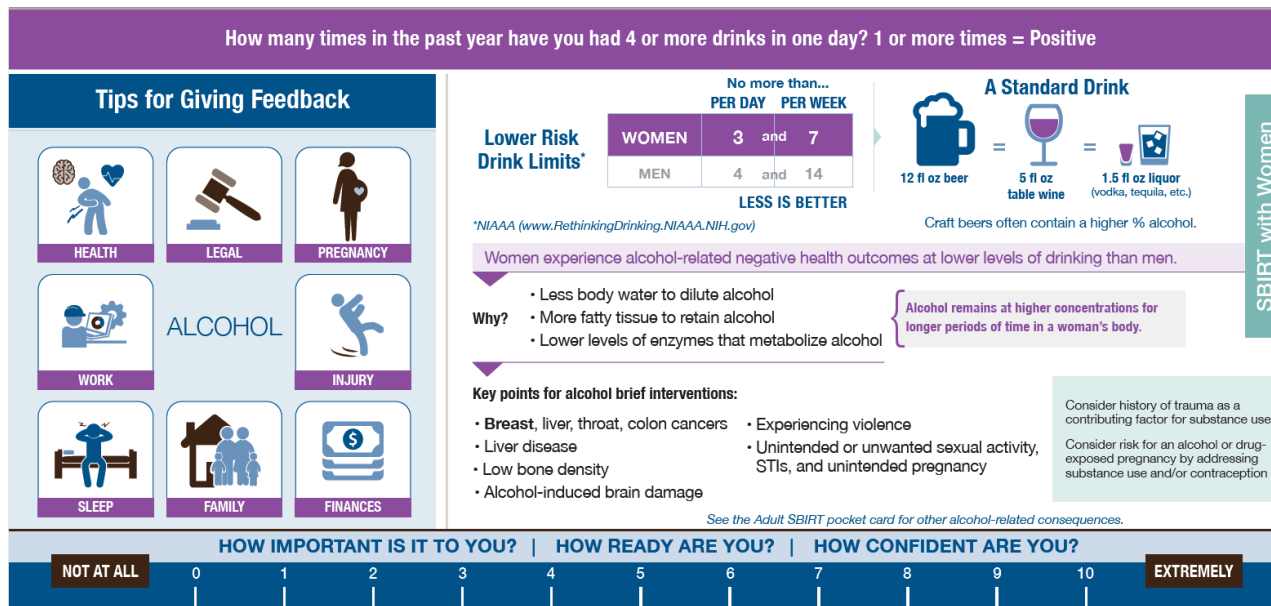 How many times in the past year have you had 4 or more drinks in one day? 1 or more times = Positive
Tips for Giving Feedback
HEALTH
LEGAL
PREGNANCY
WORK
ALCOHOL
INJURY
SLEEP
FAMILY
FINANCES
Lower Risk
Drink Limits*
No more than...
PER DAY PER WEEK
WOMEN 3 and 7
MEN 4 and 14
LESS IS BETTER
*NIAAA (www.RethinkingDrinking.NIAAA.NIH.gov)
A Standard Drink
=
=
12 fl oz beer
5 fl oz
table wine
1.5 fl oz liquor
(vodka, tequila, etc.)
Craft beers often contain a higher % alcohol.
SBIRT with Women
Women experience alcohol-related negative health outcomes at lower levels of drinking than men.
Why?
• Less body water to dilute alcohol
• More fatty tissue to retain alcohol
• Lower levels of enzymes that metabolize alcohol
Alcohol remains at higher concentrations for
longer periods of time in a woman's body.
Key points for alcohol brief interventions:
• Breast, liver, throat, colon cancers
• Liver disease
• Low bone density
• Alcohol-induced brain damage
• Experiencing violence
• Unintended or unwanted sexual activity,
STIs, and unintended pregnancy
Consider history of trauma as a
contributing factor for substance use
Consider risk for an alcohol or drug-
exposed pregnancy by addressing
substance use and/or contraception
See the Adult SBIRT pocket card for other alcohol-related consequences.
HOW IMPORTANT IS IT TO YOU? | HOW READY ARE YOU? | HOW CONFIDENT ARE YOU?
NOT AT ALL 0 1 2 3 4 5 6 7 8 9 10 EXTREMELY
$